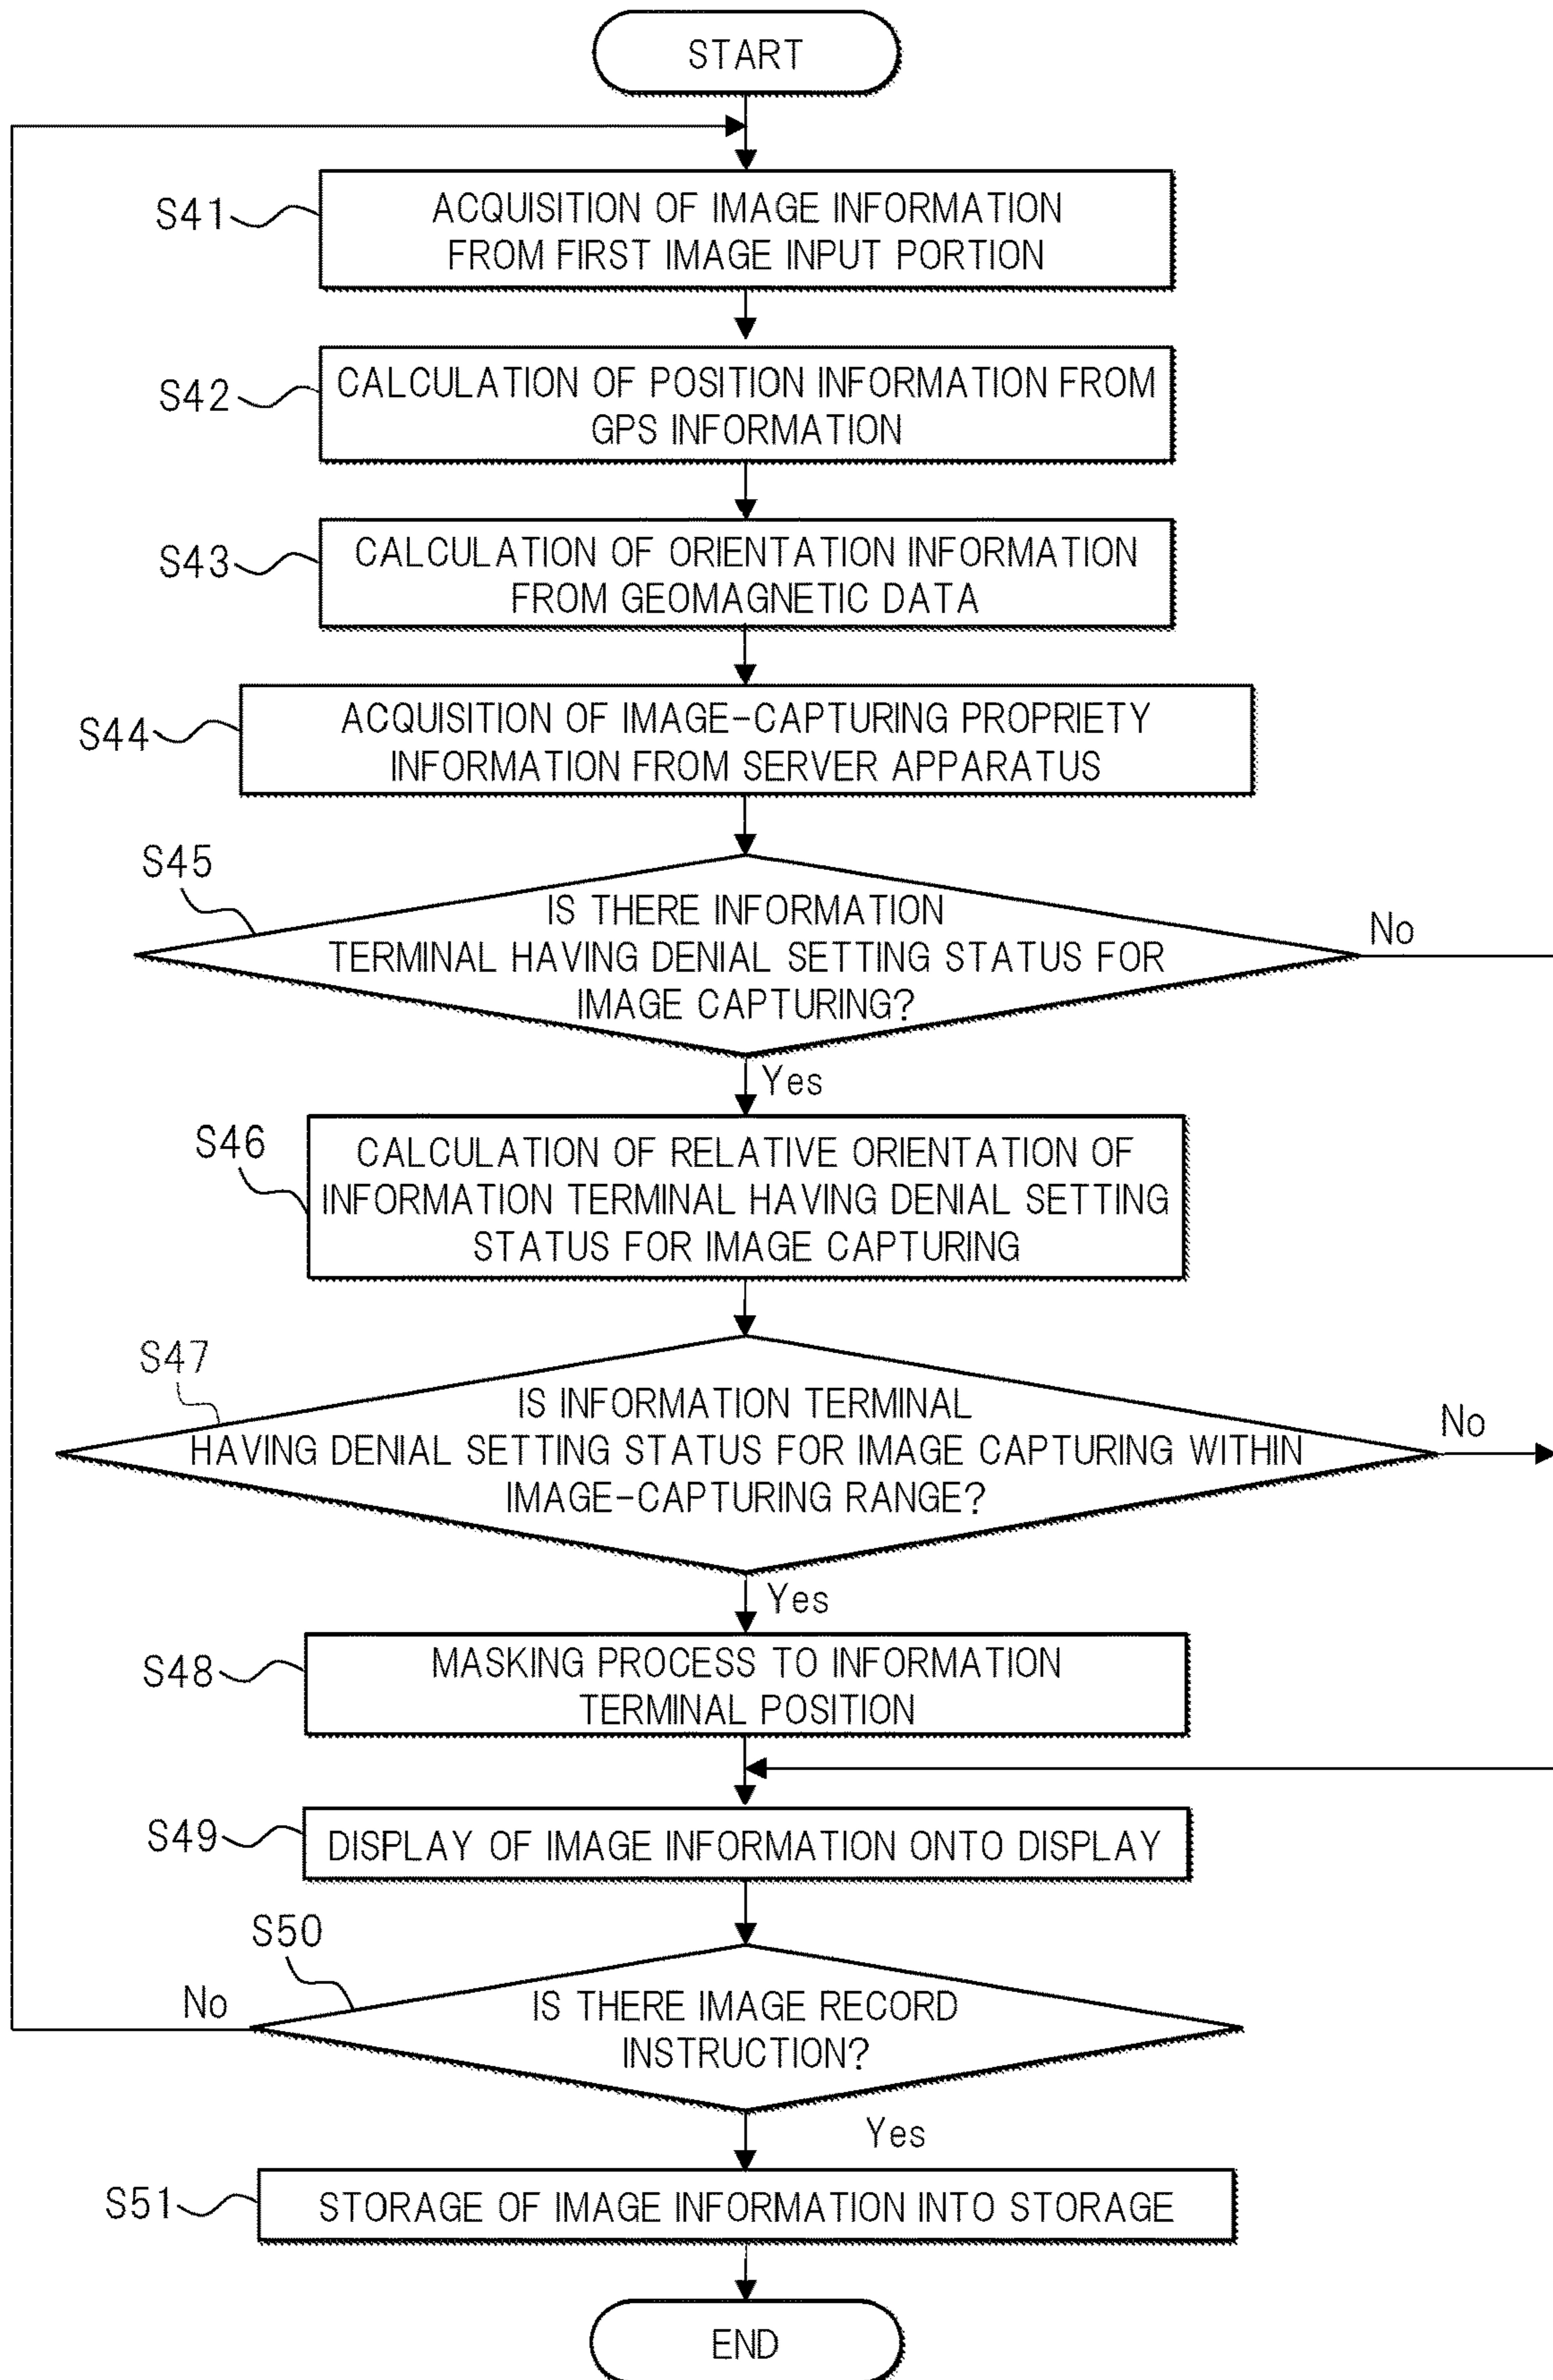 START
S41
ACQUISITION OF IMAGE INFORMATION
FROM FIRST IMAGE INPUT PORTION
S42
CALCULATION OF POSITION INFORMATION FROM
GPS INFORMATION
S43
CALCULATION OF ORIENTATION INFORMATION
FROM GEOMAGNETIC DATA
S44
ACQUISITION OF IMAGE-CAPTURING PROPRIETY
INFORMATION FROM SERVER APPARATUS
S45
IS THERE INFORMATION
TERMINAL HAVING DENIAL SETTING STATUS FOR
IMAGE CAPTURING?
No
Yes
S46
CALCULATION OF RELATIVE ORIENTATION OF
INFORMATION TERMINAL HAVING DENIAL SETTING
STATUS FOR IMAGE CAPTURING
S47
IS INFORMATION TERMINAL
HAVING DENIAL SETTING STATUS FOR IMAGE CAPTURING WITHIN
IMAGE-CAPTURING RANGE?
No
Yes
S48
MASKING PROCESS TO INFORMATION
TERMINAL POSITION
S49
DISPLAY OF IMAGE INFORMATION ONTO DISPLAY
S50
No
IS THERE IMAGE RECORD
INSTRUCTION?
Yes
S51
STORAGE OF IMAGE INFORMATION INTO STORAGE
END